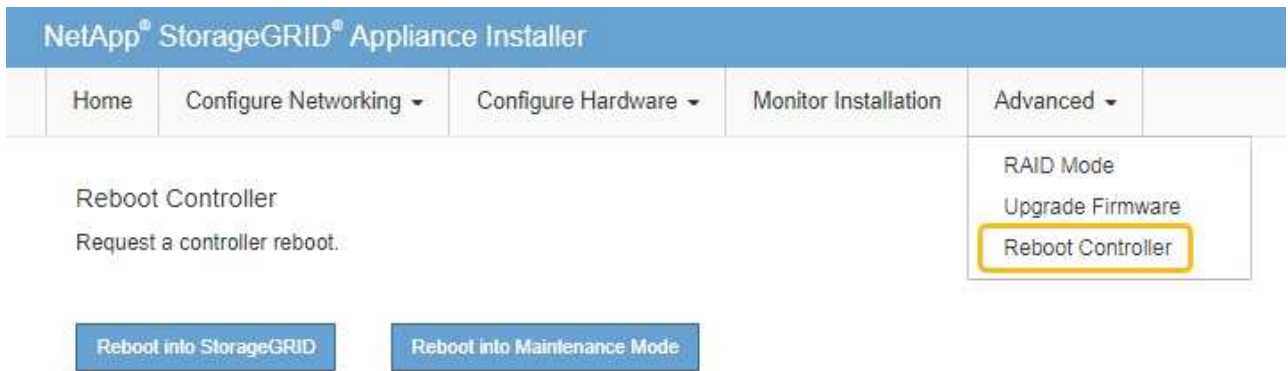 NetApp® StorageGRID® Appliance Installer
Home Configure Networking Configure Hardware Monitor Installation Advanced
RAID Mode
Upgrade Firmware
Reboot Controller
Reboot Controller
Request a controller reboot.
Reboot into StorageGRID Reboot into Maintenance Mode